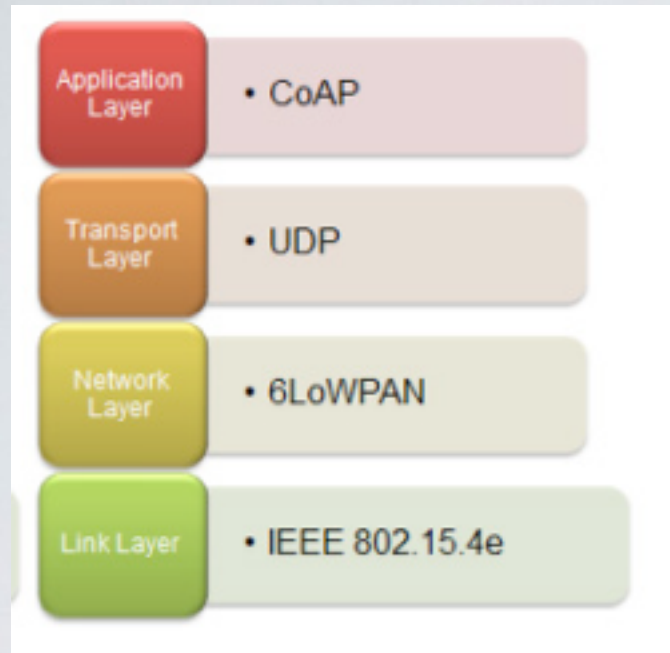 Application
Layer
• CoAP
Transport
Layer
• UDP
Network
Layer
• 6LoWPAN
Link Layer
• IEEE 802.15.4e